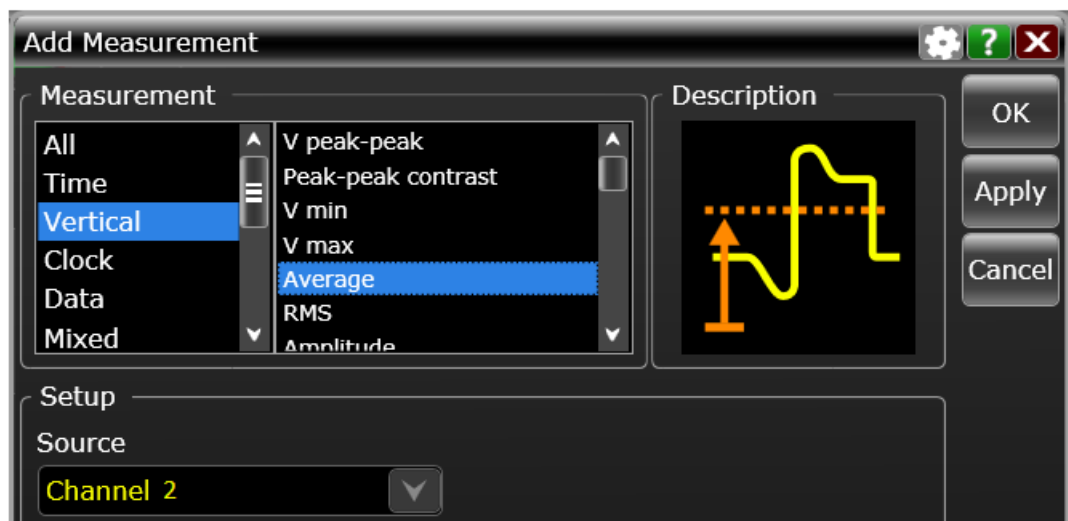 Add Measurement
?
Measurement
All
Time
Vertical
Clock
Data
Mixed
V peak-peak
Peak-peak contrast
V min
V max
Average
RMS
Amplitude
Description
OK
Apply
Cancel
Setup
Source
Channel 2